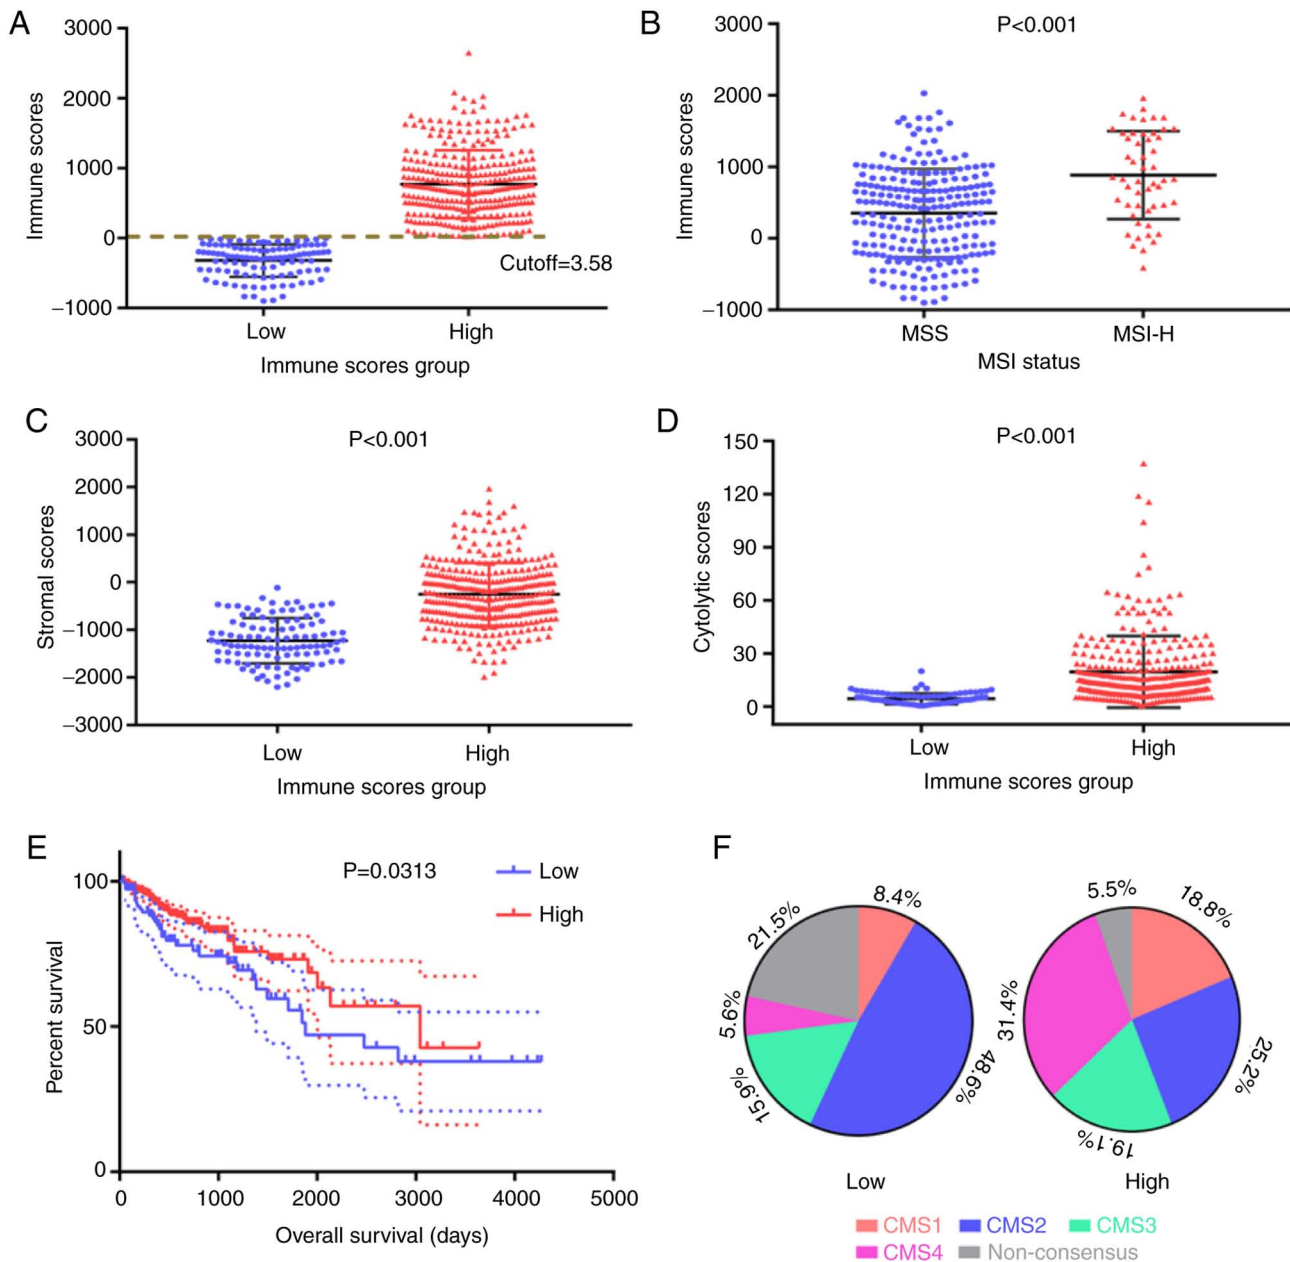 A
3000
2000
1000
0
−1000
Immune scores
Cutoff=3.58
Low
High
Immune scores group
B
P<0.001
3000
2000
1000
0
−1000
Immune scores
MSS
MSI-H
MSI status
C
P<0.001
3000
2000
1000
0
−1000
−2000
−3000
Stromal scores
Low
High
Immune scores group
D
P<0.001
150
120
90
60
30
0
Cytolytic scores
Low
High
Immune scores group
E
P=0.0313
Low
High
100
50
0
Percent survival
0
1000
2000
3000
4000
5000
Overall survival (days)
F
8.4%
48.6%
15.9%
5.6%
21.5%
Low
18.8%
25.2%
19.1%
31.4%
5.5%
High
CMS1
CMS2
CMS3
CMS4
Non-consensus